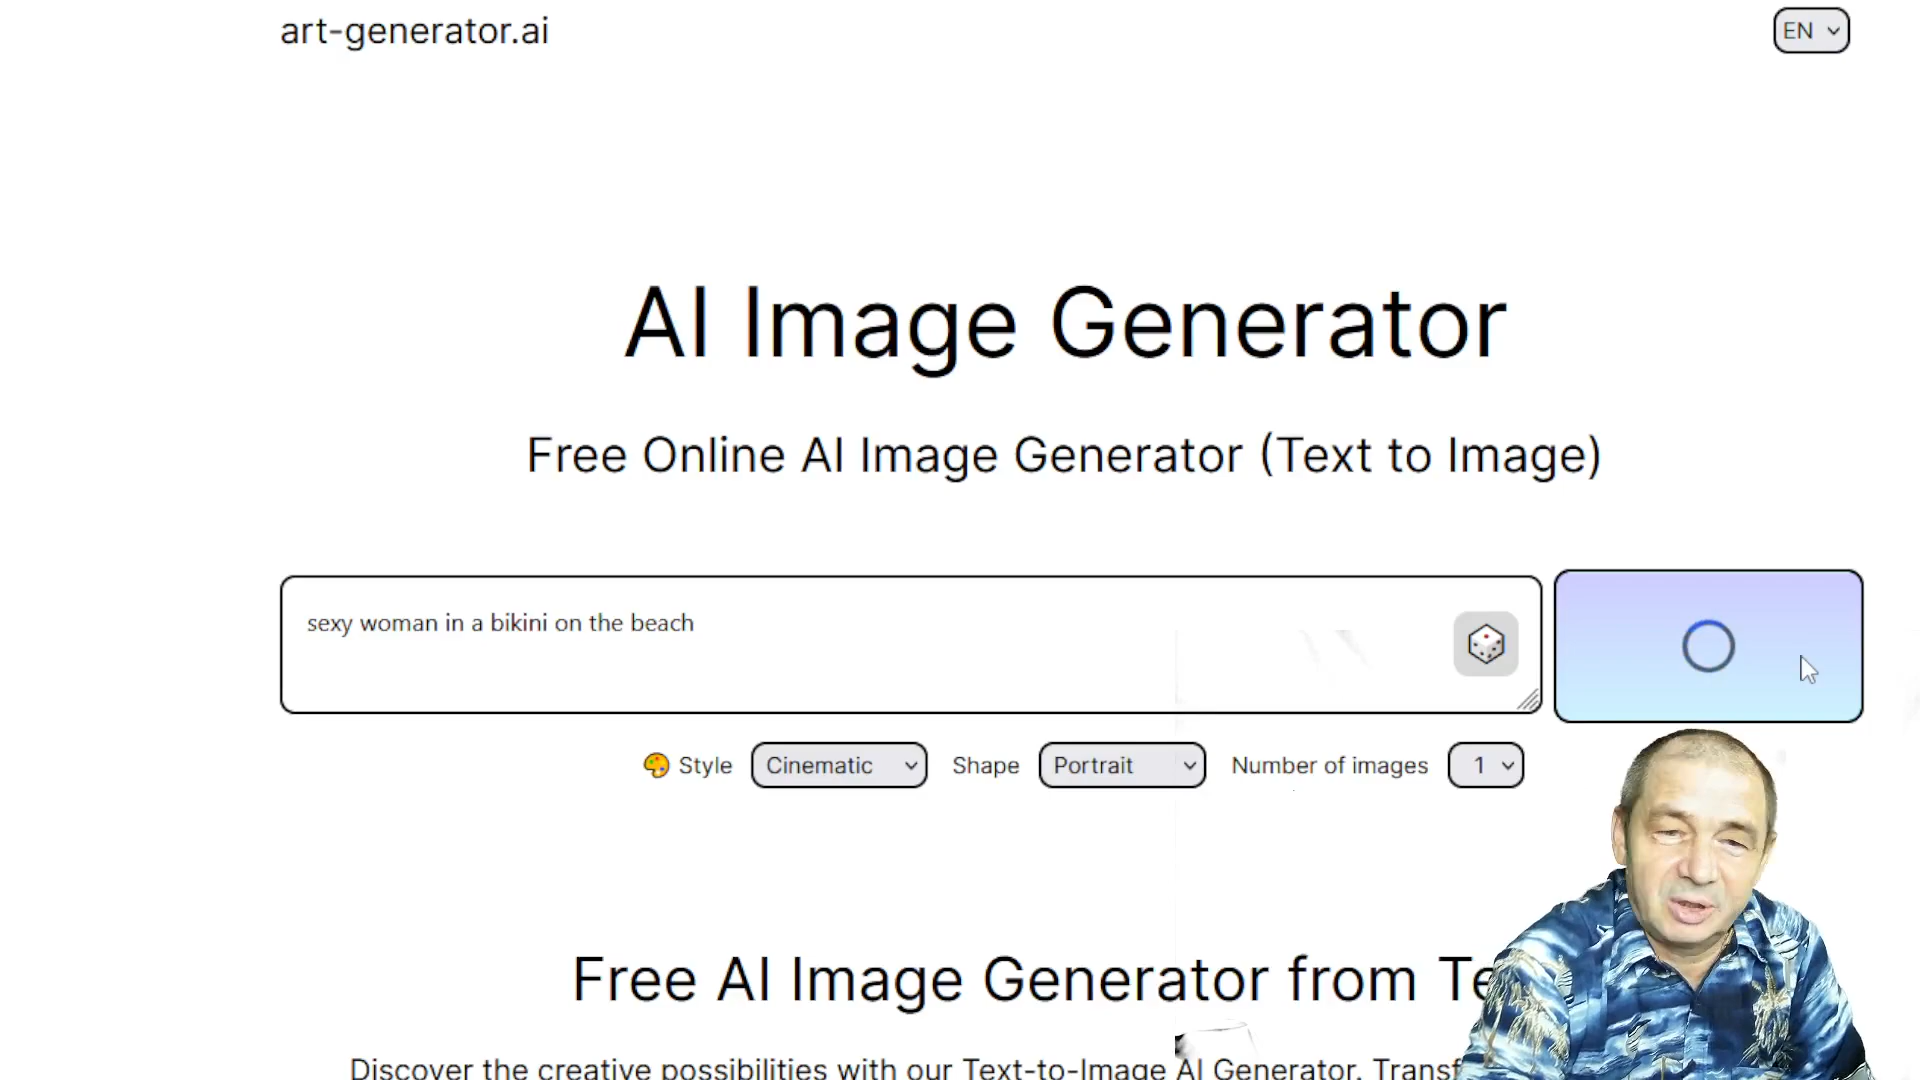 art-generator.ai
EN
AI Image Generator
Free Online AI Image Generator (Text to Image)
sexy woman in a bikini on the beach
Style Cinematic Shape Portrait Number of images 1
Free AI Image Generator from
Discover the creative possibilities with our Text-to-Image AI Generator.